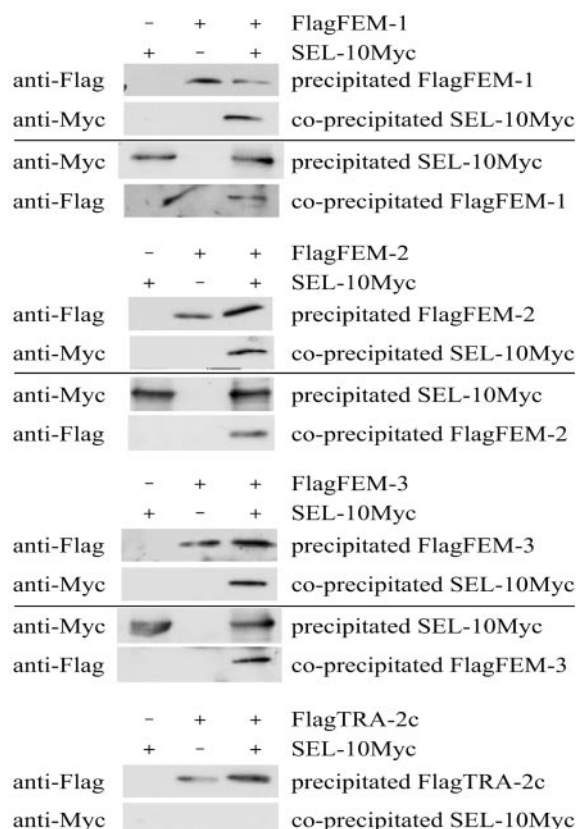 – + + FlagFEM-1
+ – + SEL-10Myc
anti-Flag precipitated FlagFEM-1
anti-Myc co-precipitated SEL-10Myc
anti-Myc precipitated SEL-10Myc
anti-Flag co-precipitated FlagFEM-1
– + + FlagFEM-2
+ – + SEL-10Myc
anti-Flag precipitated FlagFEM-2
anti-Myc co-precipitated SEL-10Myc
anti-Myc precipitated SEL-10Myc
anti-Flag co-precipitated FlagFEM-2
– + + FlagFEM-3
+ – + SEL-10Myc
anti-Flag precipitated FlagFEM-3
anti-Myc co-precipitated SEL-10Myc
anti-Myc precipitated SEL-10Myc
anti-Flag co-precipitated FlagFEM-3
– + + FlagTRA-2c
+ – + SEL-10Myc
anti-Flag precipitated FlagTRA-2c
anti-Myc co-precipitated SEL-10Myc